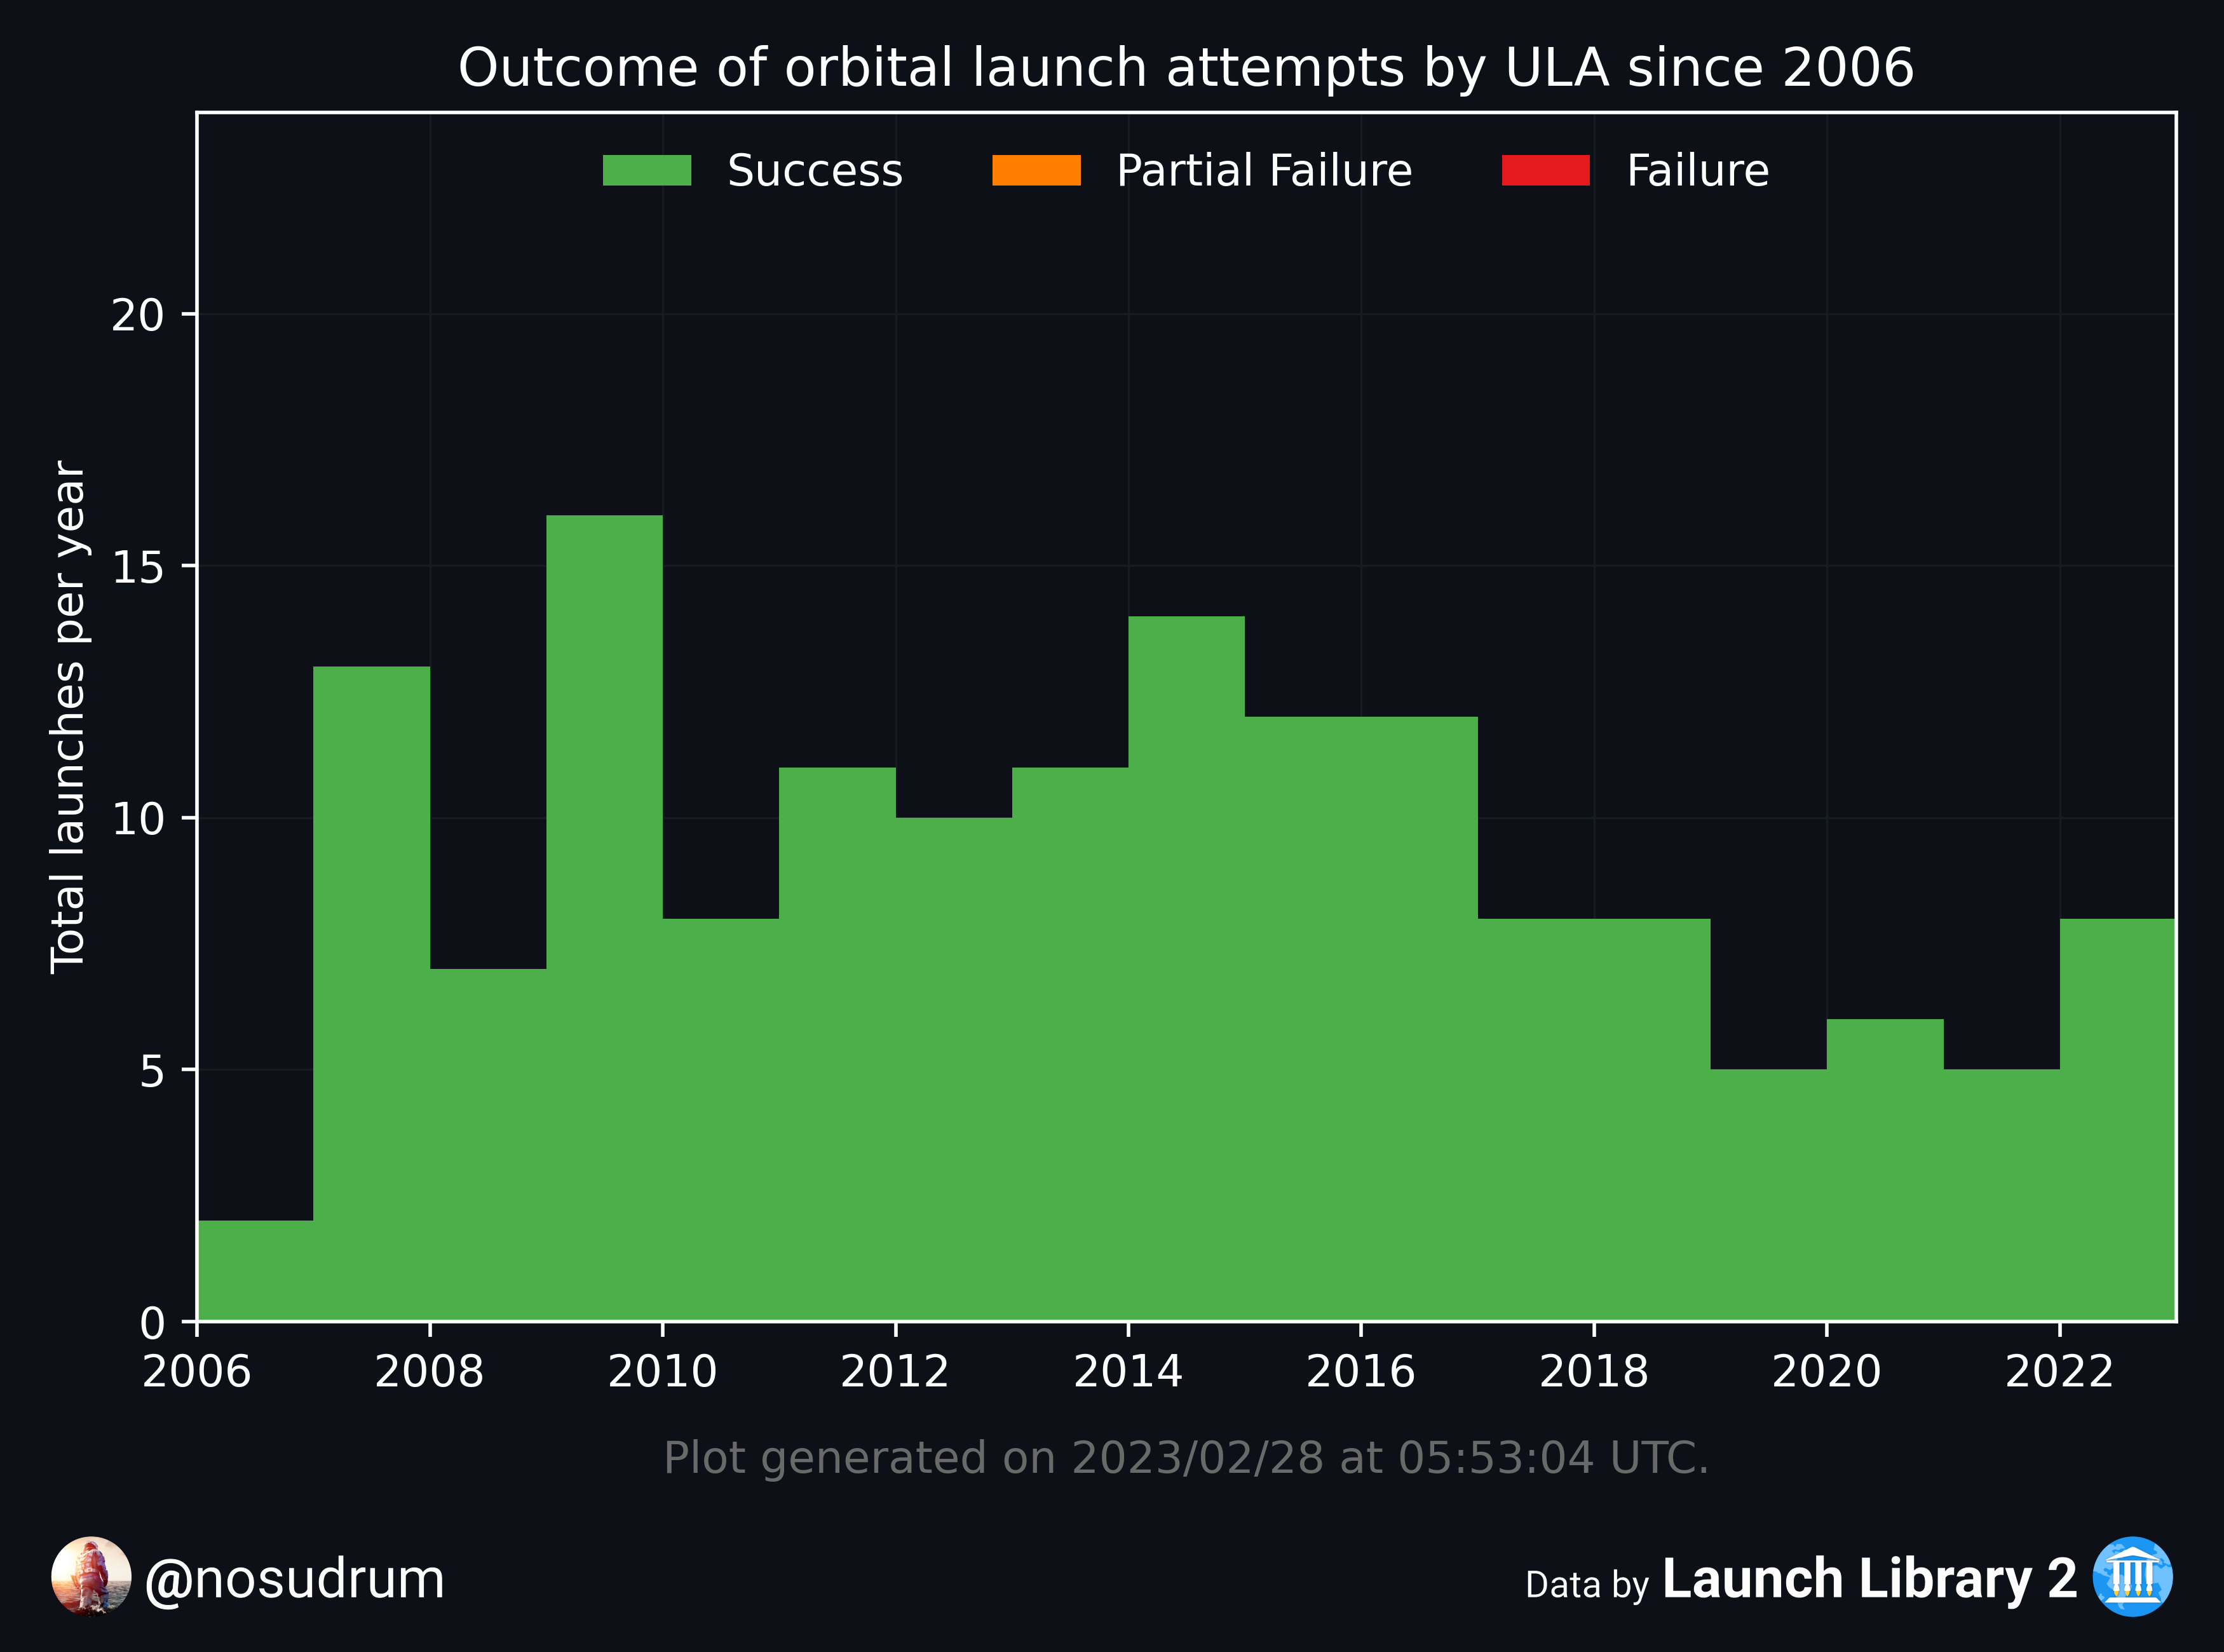 Outcome of orbital launch attempts by ULA since 2006
Success Partial Failure Failure
Total launches per year
20
15
10
5
0
2006 2008 2010 2012 2014 2016 2018 2020 2022
Plot generated on 2023/02/28 at 05:53:04 UTC.
@nosudrum
Data by Launch Library 2